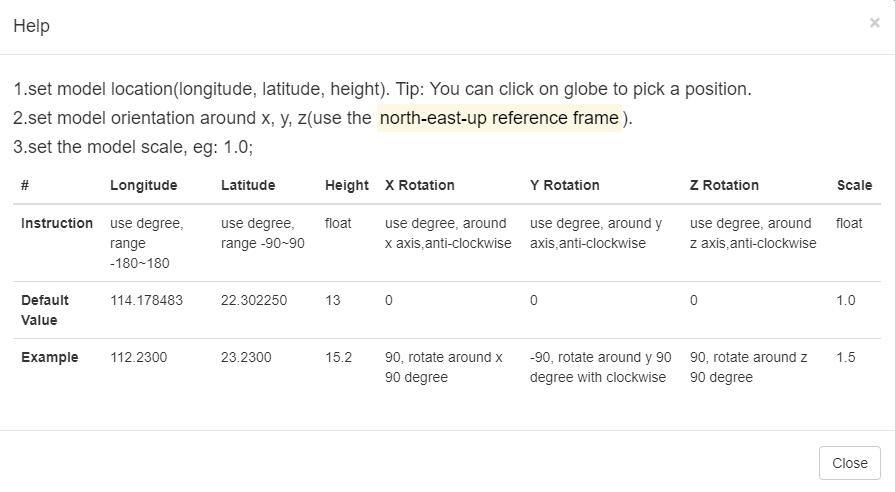 Help
×
1.set model location(longitude, latitude, height). Tip: You can click on globe to pick a position.
2.set model orientation around x, y, z(use the north-east-up reference frame).
3.set the model scale, eg: 1.0;
# Longitude Latitude Height X Rotation Y Rotation Z Rotation Scale
Instruction use degree, use degree, float use degree, around use degree, around y use degree, around float
range range -90~90 x axis,anti-clockwise axis,anti-clockwise z axis,anti-clockwise
-180~180
Default 114.178483 22.302250 13 0 0 0 1.0
Value
Example 112.2300 23.2300 15.2 90, rotate around x -90, rotate around y 90 90, rotate around z 1.5
90 degree degree with clockwise 90 degree
Close